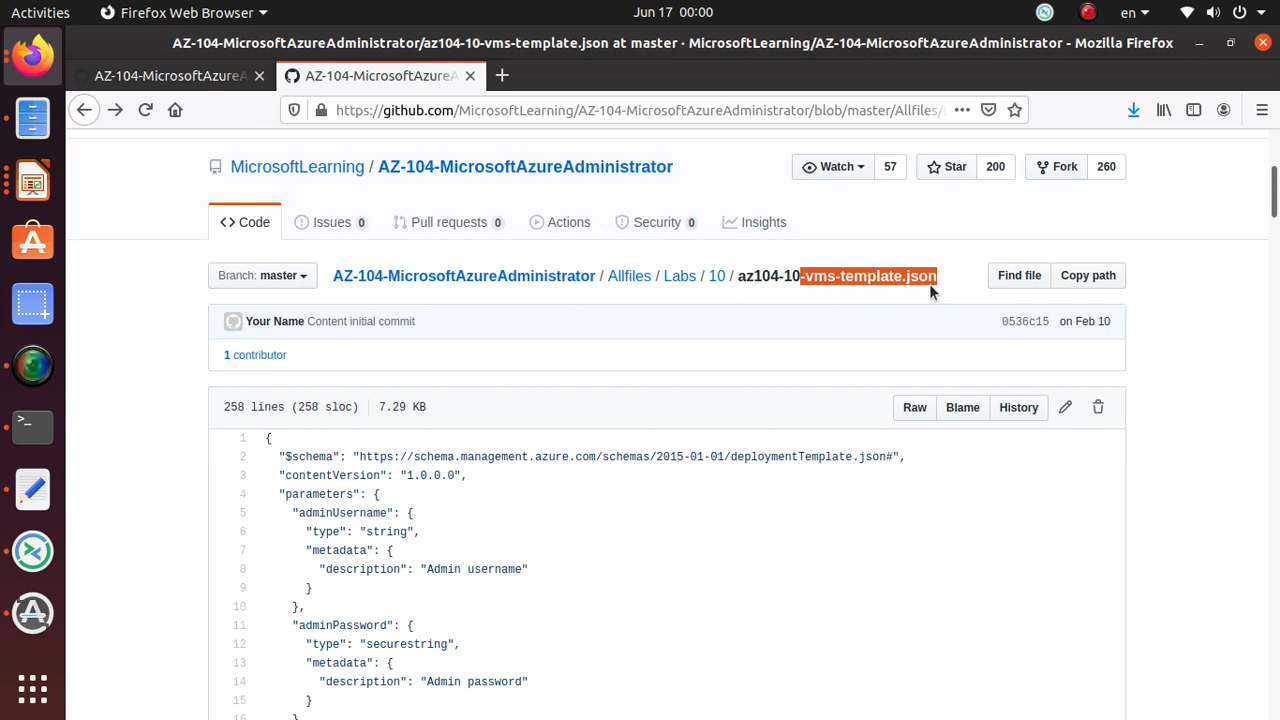 Activities Firefox Web Browser Jun 17 00:00 en
AZ-104-MicrosoftAzureAdministrator/az104-10-vms-template.json at master · MicrosoftLearning/AZ-104-MicrosoftAzureAdministrator - Mozilla Firefox
AZ-104-MicrosoftAzureA AZ-104-MicrosoftAzureA
https://github.com/MicrosoftLearning/AZ-104-MicrosoftAzureAdministrator/blob/master/Allfiles/
MicrosoftLearning / AZ-104-MicrosoftAzureAdministrator Watch 57 Star 200 Fork 260
Code Issues 0 Pull requests 0 Actions Security 0 Insights
Branch: master AZ-104-MicrosoftAzureAdministrator / Allfiles / Labs / 10 / az104-10-vms-template.json Find file Copy path
Your Name Content initial commit 0536c15 on Feb 10
1 contributor
258 lines (258 sloc) 7.29 KB Raw Blame History
1 {
2 "$schema": "https://schema.management.azure.com/schemas/2015-01-01/deploymentTemplate.json#",
3 "contentVersion": "1.0.0.0",
4 "parameters": {
5 "adminUsername": {
6 "type": "string",
7 "metadata": {
8 "description": "Admin username"
9 }
10 },
11 "adminPassword": {
12 "type": "securestring",
13 "metadata": {
14 "description": "Admin password"
15 }
16 }